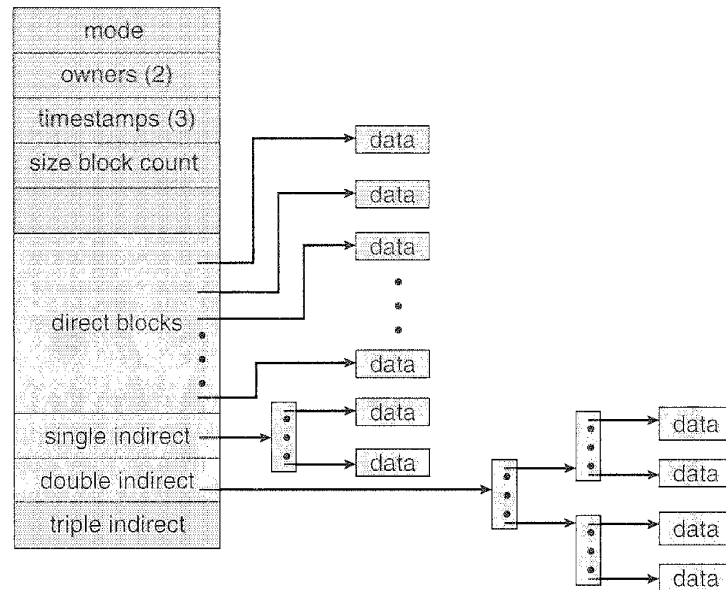 mode
owners (2)
timestamps (3)
size block count
direct blocks
single indirect
double indirect
triple indirect
data
data
data
data
data
data
data
data
data
data